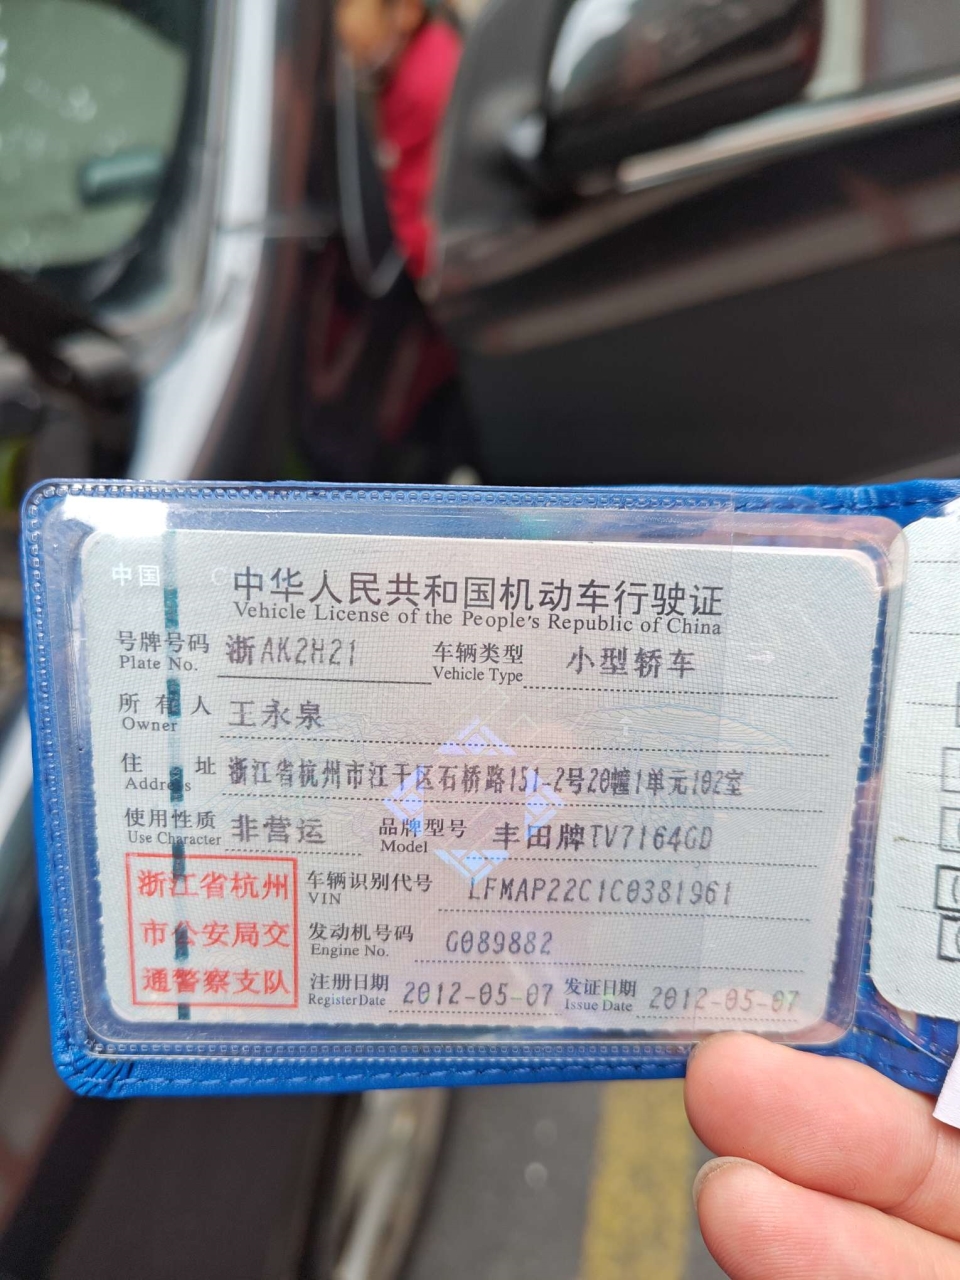 中国 C
中华人民共和国机动车行驶证
Vehicle License of the People's Republic of China
号牌号码 浙AK2H21 车辆类型 小型轿车
Plate No. Vehicle Type
所有人 王永泉
Owner
住址 浙江省杭州市江干区石桥路151-2号20幢1单元102室
Address
使用性质 非营运 品牌型号 丰田牌TV7164GD
Use Character Model
浙江省杭州
市公安局交
通警察支队
车辆识别代号 LFMAP22C1C0381961
VIN
发动机号码 G089882
Engine No.
注册日期 2012-05-07 发证日期 2012-05-07
Register Date Issue Date